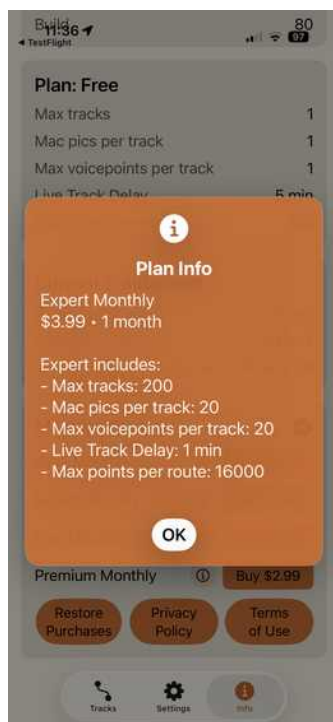 Build 80
11:36
97
TestFlight
Plan: Free
Max tracks 1
Mac pics per track 1
Max voicepoints per track 1
Live Track Delay 5 min
Plan Info
Expert Monthly
$3.99 • 1 month
Expert includes:
- Max tracks: 200
- Mac pics per track: 20
- Max voicepoints per track: 20
- Live Track Delay: 1 min
- Max points per route: 16000
OK
Premium Monthly Buy $2.99
Restore Purchases
Privacy Policy
Terms of Use
Tracks
Settings
Info